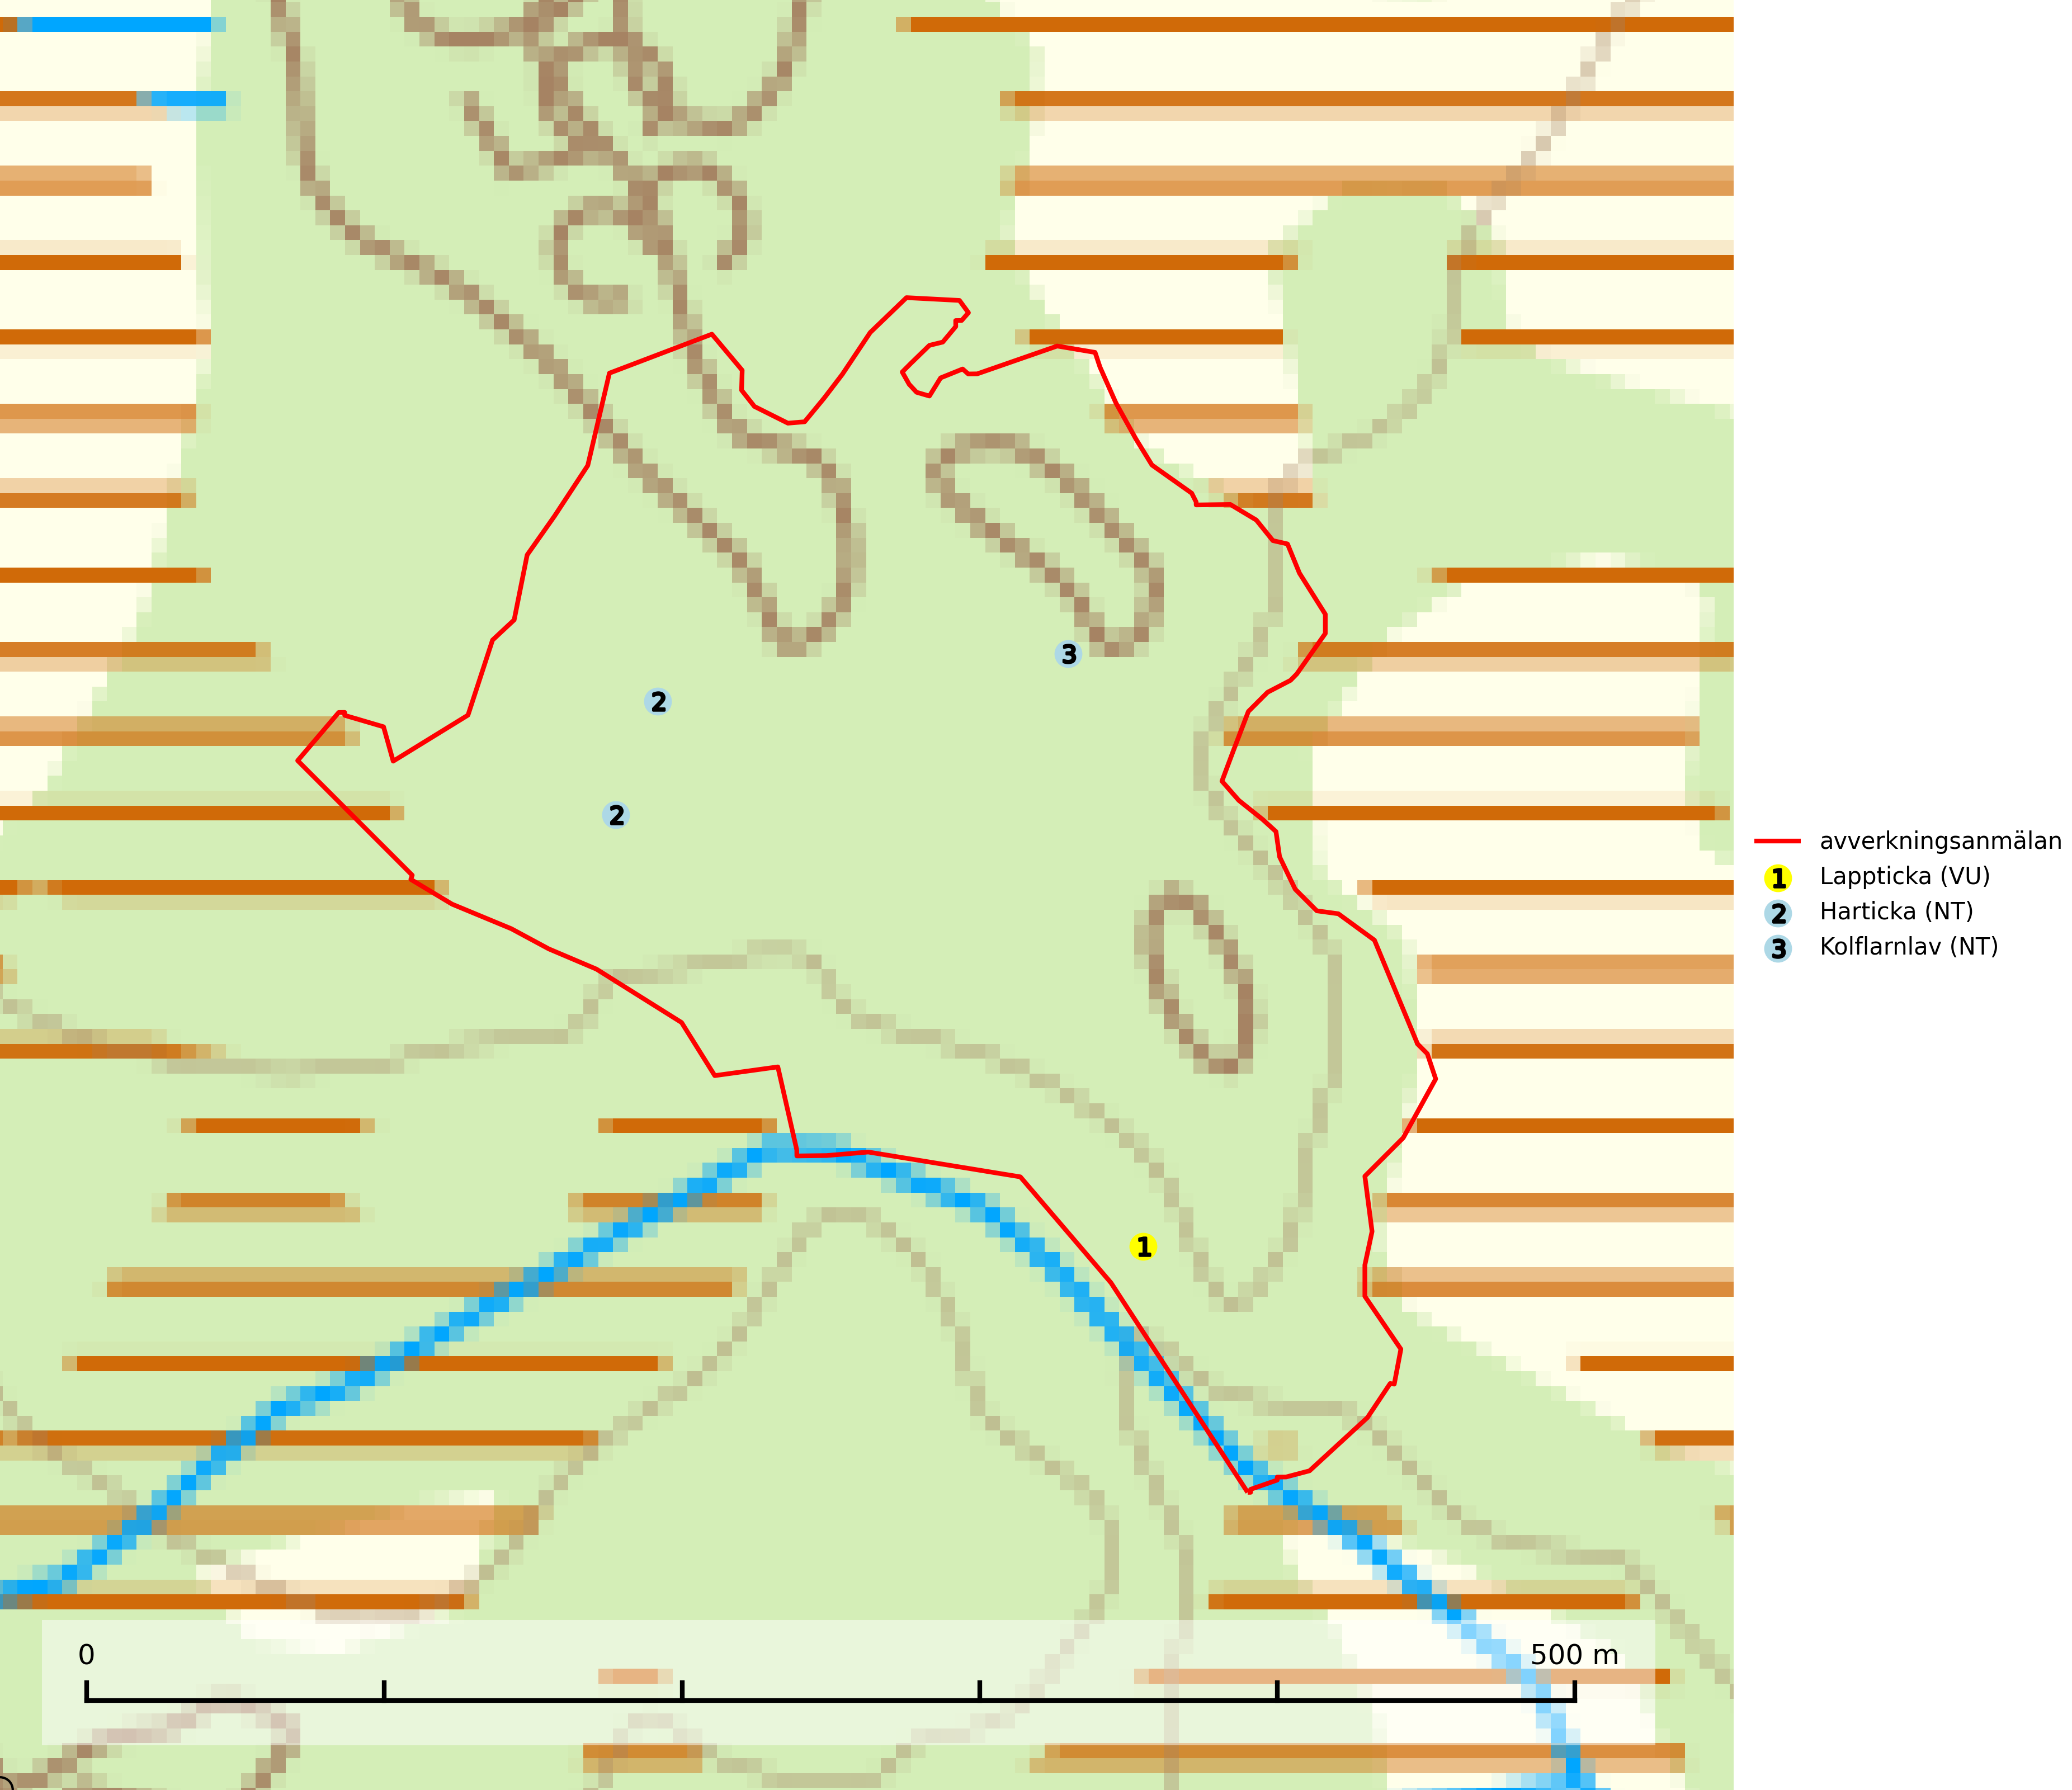 3
2
2
avverkningsanmälan
1 Lappticka (VU)
2 Harticka (NT)
3 Kolflarnlav (NT)
1
0 500 m